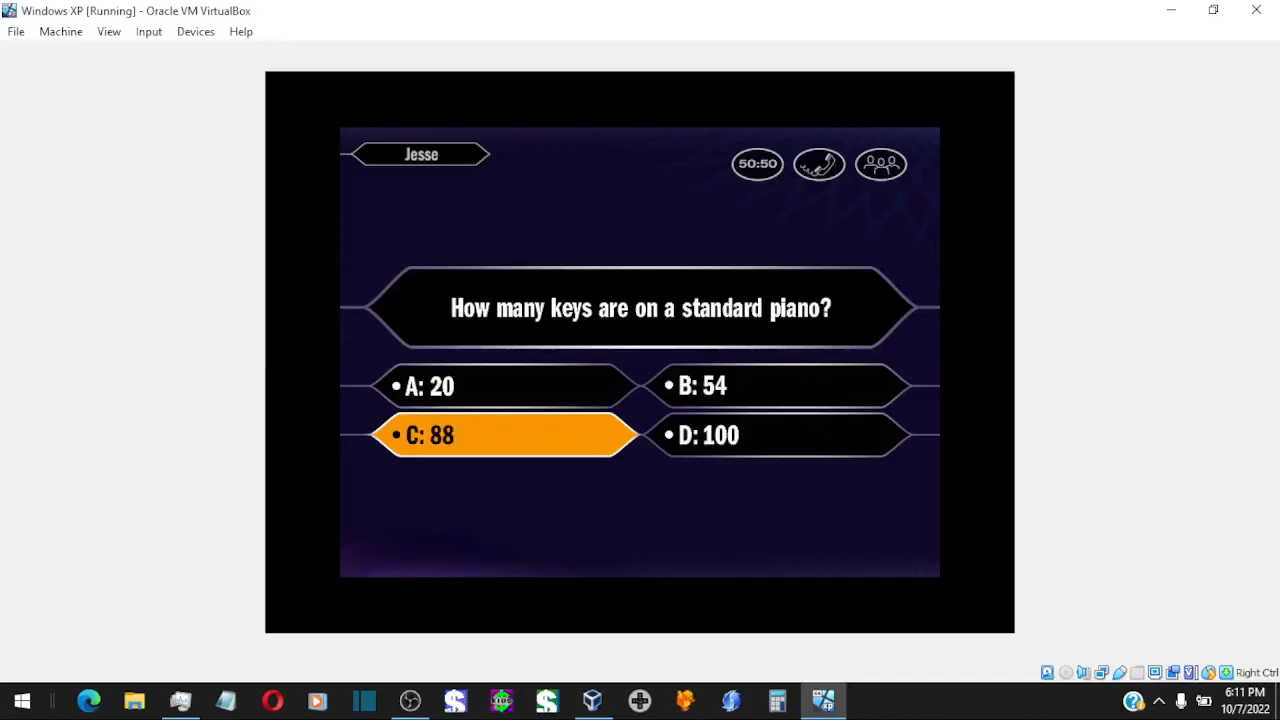 Windows XP [Running] - Oracle VM VirtualBox
File Machine View Input Devices Help
Jesse
50:50
How many keys are on a standard piano?
• A: 20
• B: 54
• C: 88
• D: 100
Right Ctrl
6:11 PM
10/7/2022